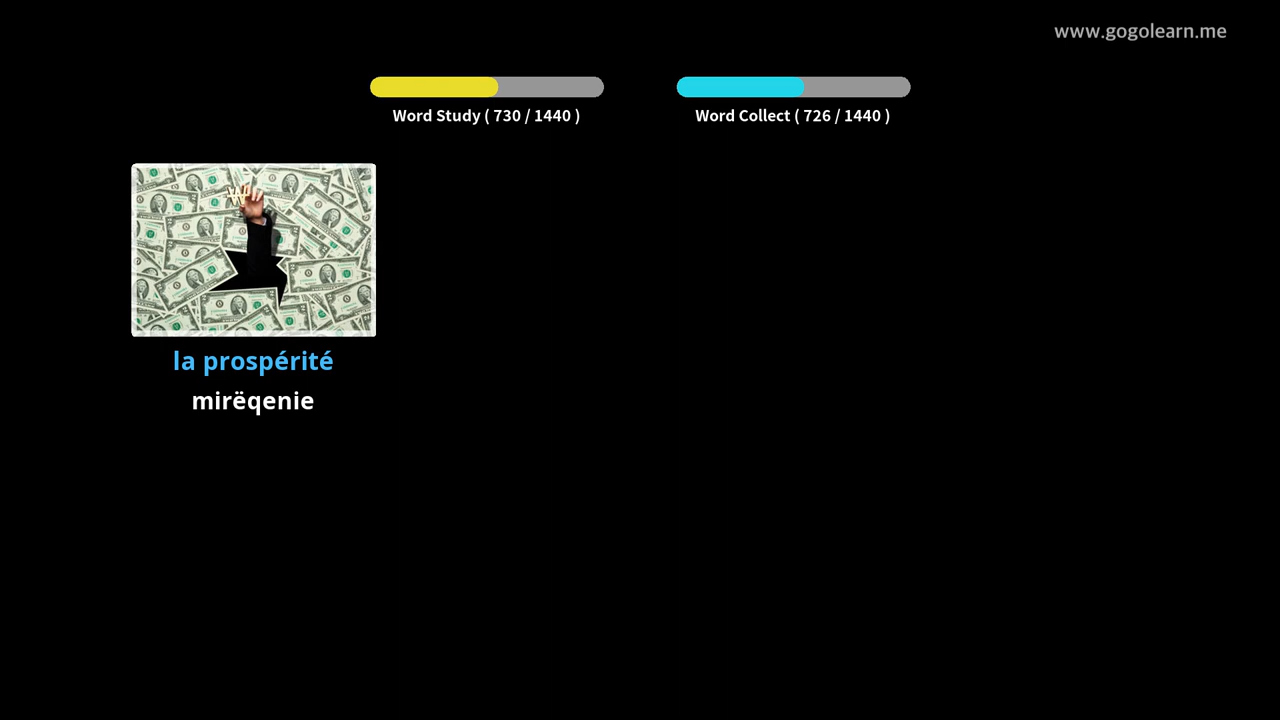 www.gogolearn.me
Word Study ( 730 / 1440 )
Word Collect ( 726 / 1440 )
la prospérité
mirëqenie